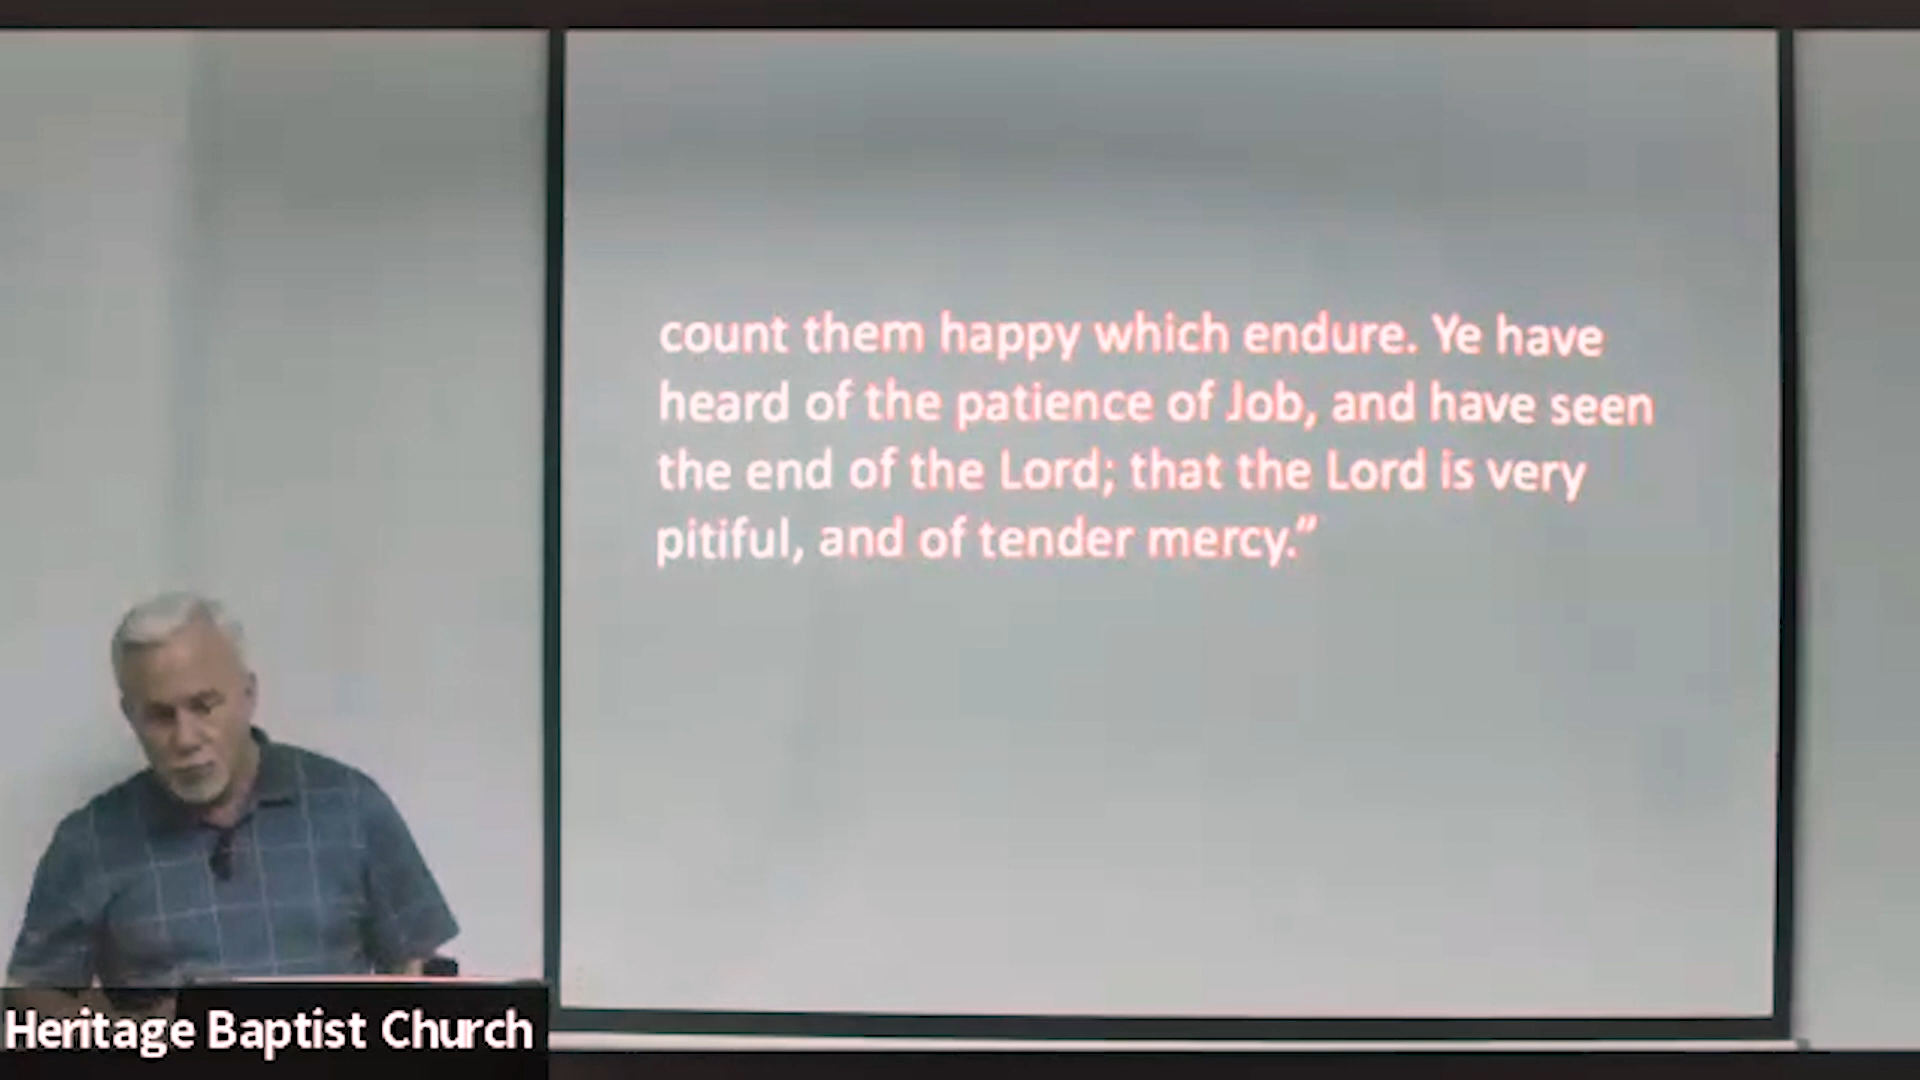 count them happy which endure. Ye have
heard of the patience of Job, and have seen
the end of the Lord; that the Lord is very
pitiful, and of tender mercy.”
Heritage Baptist Church